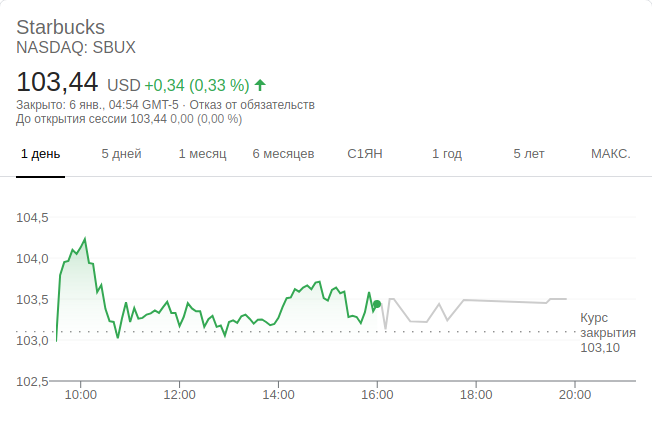 Starbucks
NASDAQ: SBUX
103,44 USD +0,34 (0,33 %)
Закрыто: 6 янв., 04:54 GMT-5 · Отказ от обязательств
До открытия сессии 103,44 0,00 (0,00 %)
1 день 5 дней 1 месяц 6 месяцев С1ЯН 1 год 5 лет МАКС.
104,5
104,0
103,5
Курс
закрытия
103,10
103,0
102,5
10:00 12:00 14:00 16:00 18:00 20:00